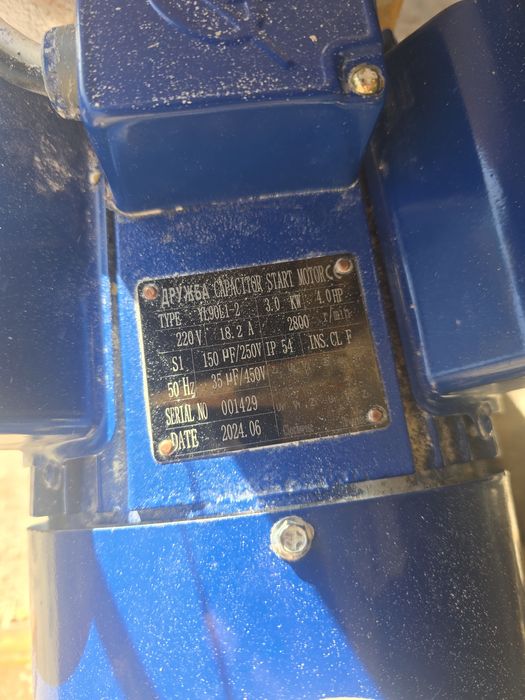 ДРУЖБА CAPACITOR START MOTOR CE
TYPE YL90L1-2 3.0 KW 4.0HP
220V 18.2 A 2800 r/min
S1 150 µF/250V IP 54 INS.CL F
50 Hz 35 µF/450V
SERIAL NO 001429
DATE 2024.06